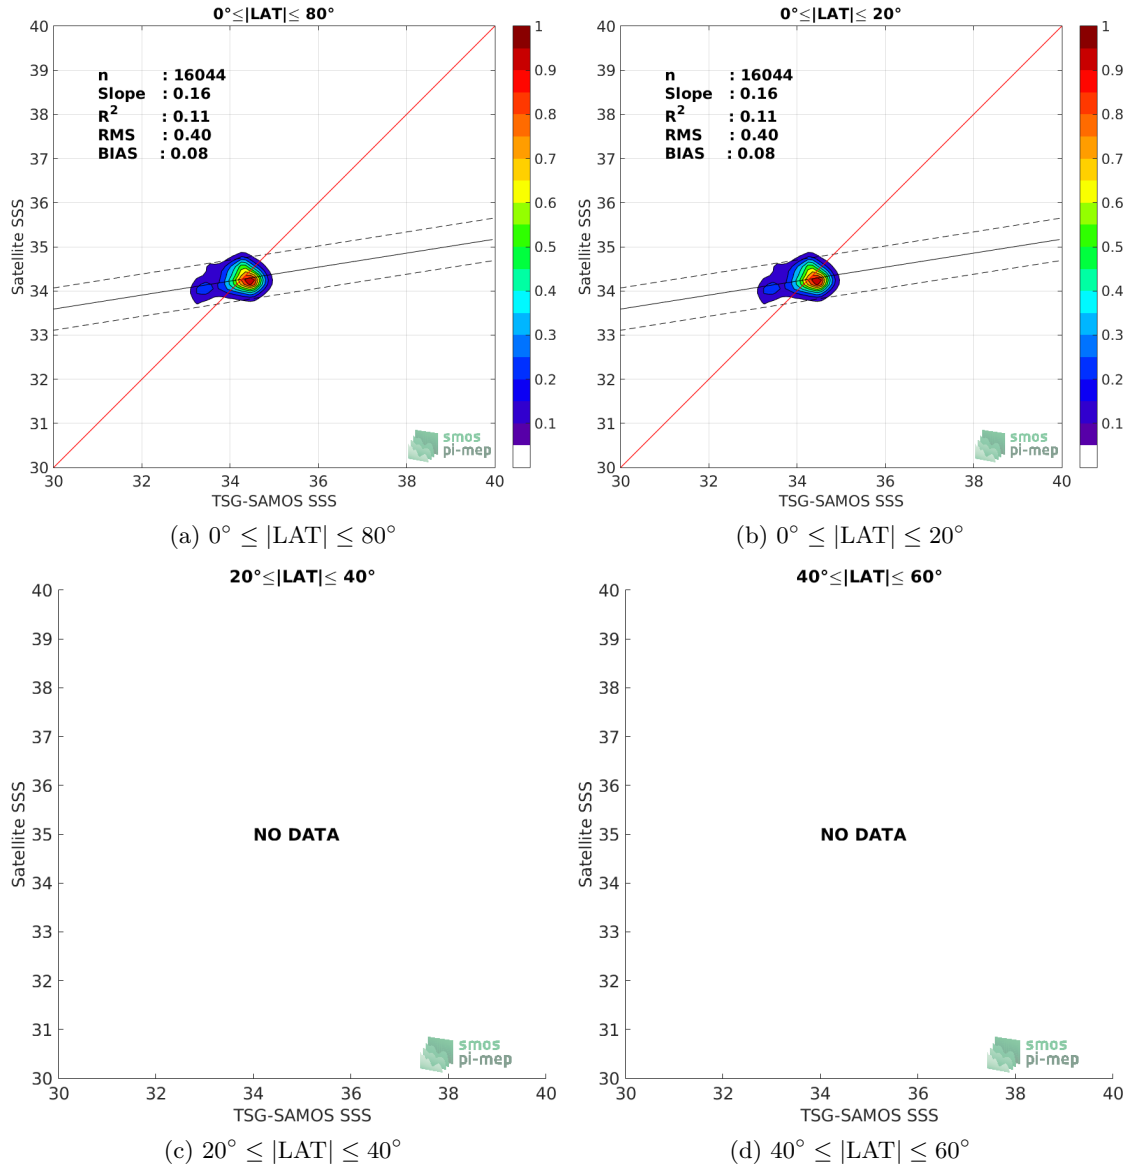 0°≤|LAT|≤ 80°
40
39
38
37
36
35
34
33
32
31
30
Satellite SSS
n : 16044
Slope : 0.16
R² : 0.11
RMS : 0.40
BIAS : 0.08
smos
pi-mep
30 32 34 36 38 40
TSG-SAMOS SSS
1
0.9
0.8
0.7
0.6
0.5
0.4
0.3
0.2
0.1
(a) 0° ≤ |LAT| ≤ 80°
0°≤|LAT|≤ 20°
40
39
38
37
36
35
34
33
32
31
30
Satellite SSS
n : 16044
Slope : 0.16
R² : 0.11
RMS : 0.40
BIAS : 0.08
smos
pi-mep
30 32 34 36 38 40
TSG-SAMOS SSS
1
0.9
0.8
0.7
0.6
0.5
0.4
0.3
0.2
0.1
(b) 0° ≤ |LAT| ≤ 20°
20°≤|LAT|≤ 40°
40
39
38
37
36
35
34
33
32
31
30
Satellite SSS
NO DATA
smos
pi-mep
30 32 34 36 38 40
TSG-SAMOS SSS
(c) 20° ≤ |LAT| ≤ 40°
40°≤|LAT|≤ 60°
40
39
38
37
36
35
34
33
32
31
30
Satellite SSS
NO DATA
smos
pi-mep
30 32 34 36 38 40
TSG-SAMOS SSS
(d) 40° ≤ |LAT| ≤ 60°